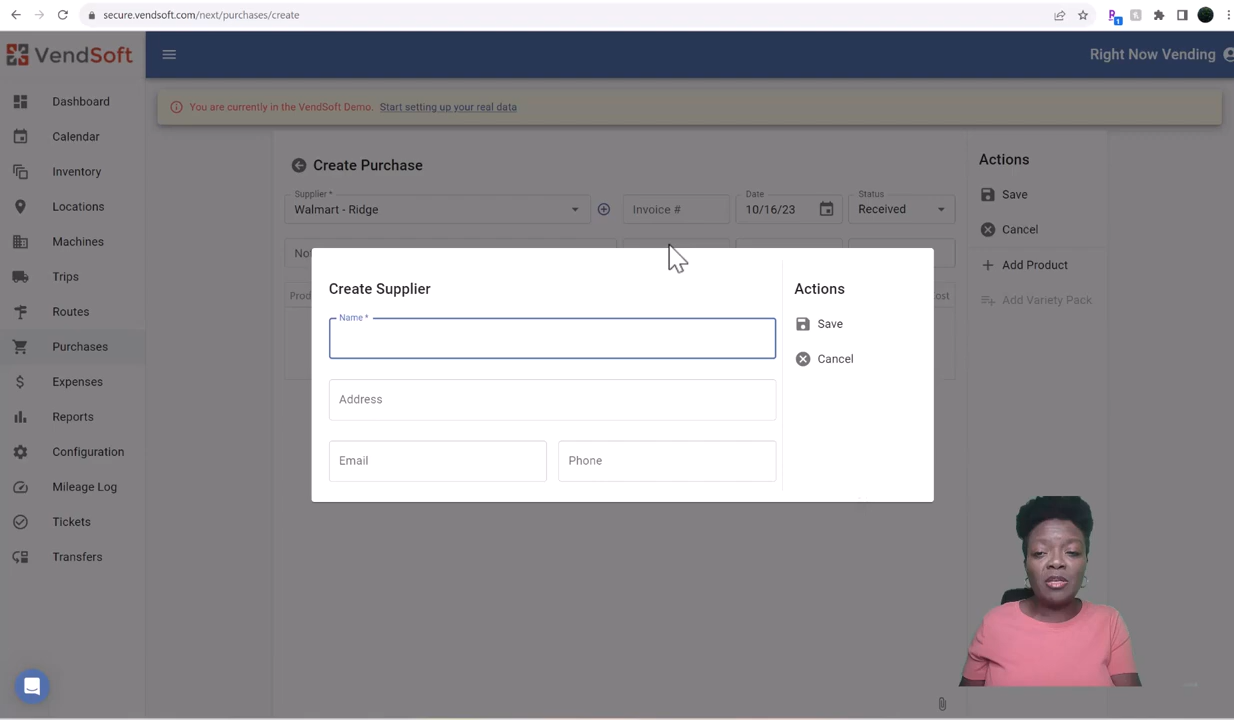 secure.vendsoft.com/next/purchases/create
VendSoft
Right Now Vending
You are currently in the VendSoft Demo. Start setting up your real data
Dashboard
Calendar
Inventory
Locations
Machines
Trips
Routes
Purchases
Expenses
Reports
Configuration
Mileage Log
Tickets
Transfers
Create Purchase
Supplier *
Walmart - Ridge
Invoice #
Date
10/16/23
Status
Received
Actions
Save
Cancel
Add Product
Add Variety Pack
Create Supplier
Name *
Address
Email
Phone
Actions
Save
Cancel